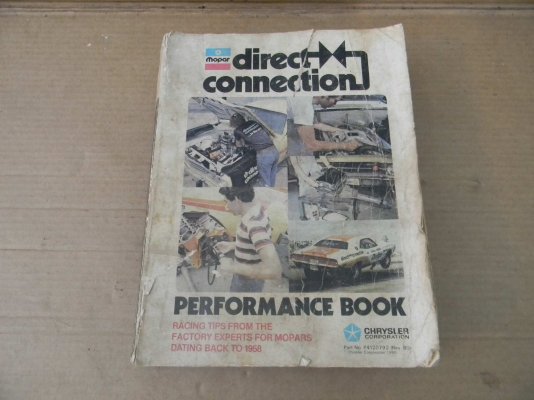 mopar
direct
connection
PERFORMANCE BOOK
RACING TIPS FROM THE
FACTORY EXPERTS FOR MOPARS
DATING BACK TO 1958
CHRYSLER
CORPORATION